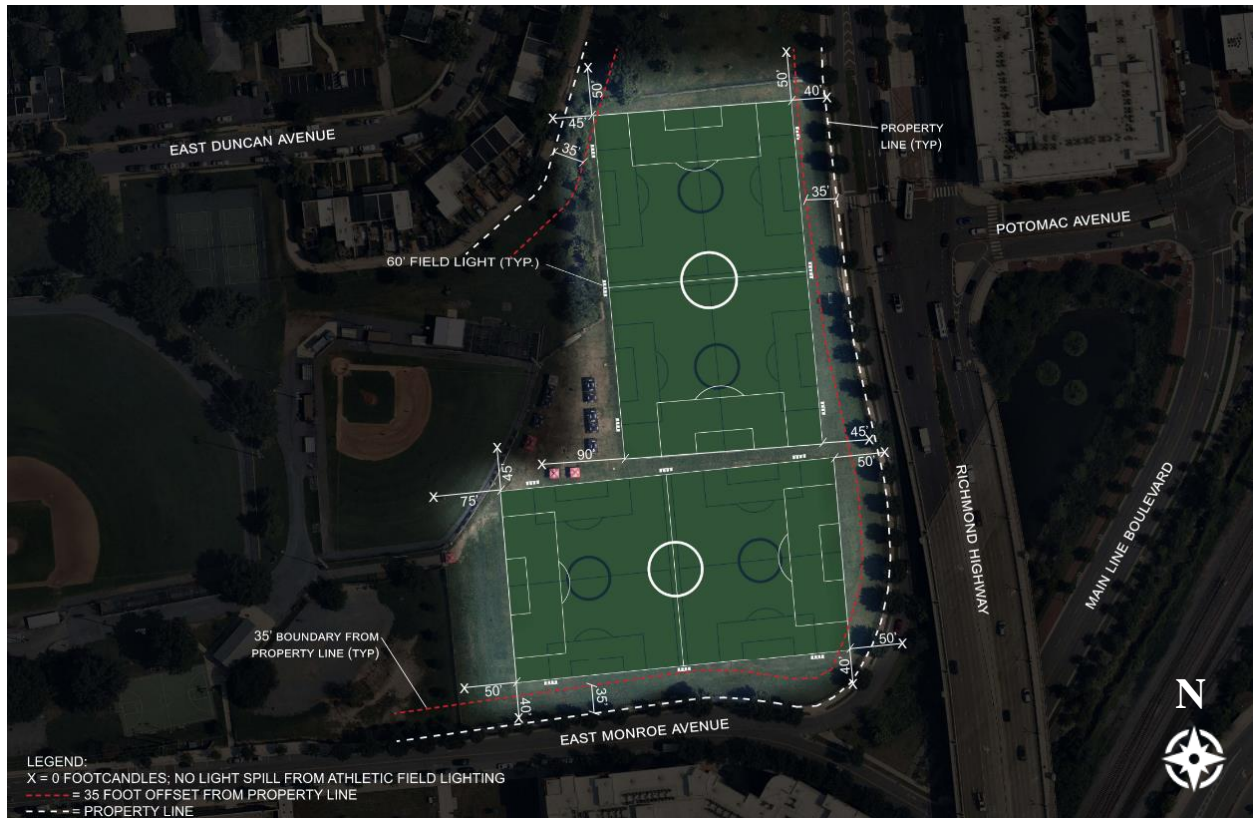 50'
50'
40'
45'
EAST DUNCAN AVENUE
35'
PROPERTY
LINE (TYP)
35'
POTOMAC AVENUE
60' FIELD LIGHT (TYP.)
45'
90'
50'
45'
75'
RICHMOND HIGHWAY
MAIN LINE BOULEVARD
35' BOUNDARY FROM
PROPERTY LINE (TYP)
50'
40'
50'
40'
35'
EAST MONROE AVENUE
N
LEGEND:
X = 0 FOOTCANDLES; NO LIGHT SPILL FROM ATHLETIC FIELD LIGHTING
= 35 FOOT OFFSET FROM PROPERTY LINE
= PROPERTY LINE